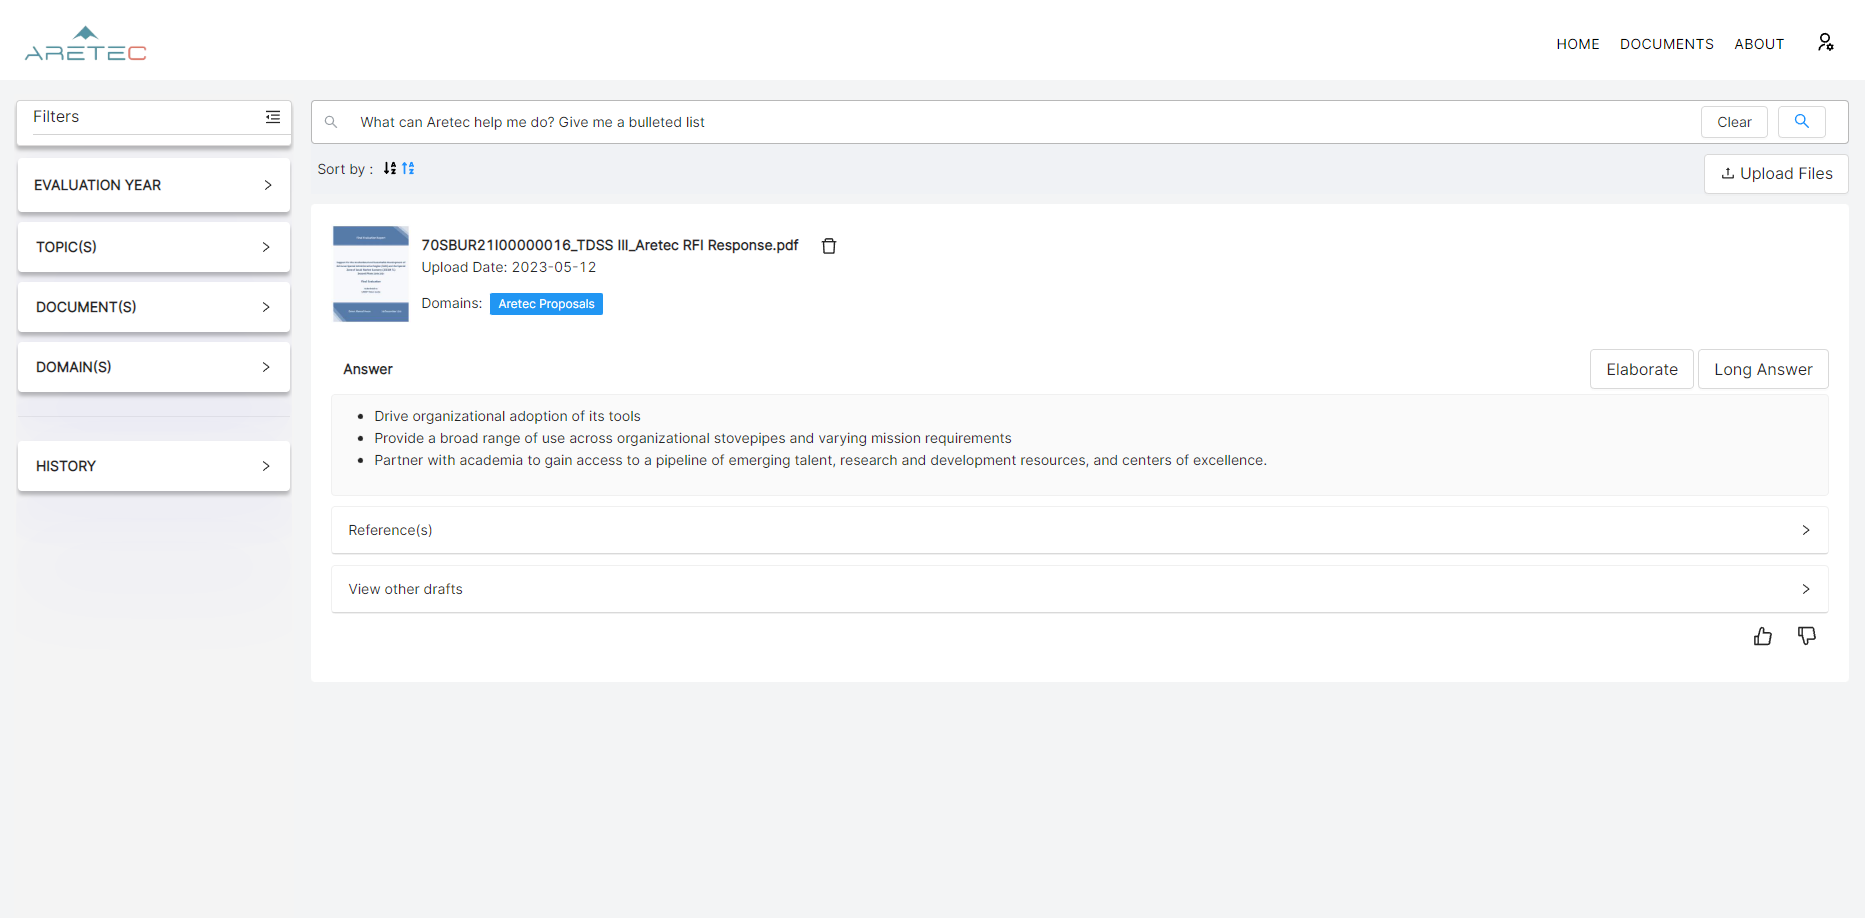 ARETEC
HOME DOCUMENTS ABOUT
Filters
EVALUATION YEAR
TOPIC(S)
DOCUMENT(S)
DOMAIN(S)
HISTORY
What can Aretec help me do? Give me a bulleted list
Clear
Sort by :
Upload Files
70SBUR21I00000016_TDSS III_Aretec RFI Response.pdf
Upload Date: 2023-05-12
Domains: Aretec Proposals
Answer
Elaborate Long Answer
• Drive organizational adoption of its tools
• Provide a broad range of use across organizational stovepipes and varying mission requirements
• Partner with academia to gain access to a pipeline of emerging talent, research and development resources, and centers of excellence.
Reference(s)
View other drafts